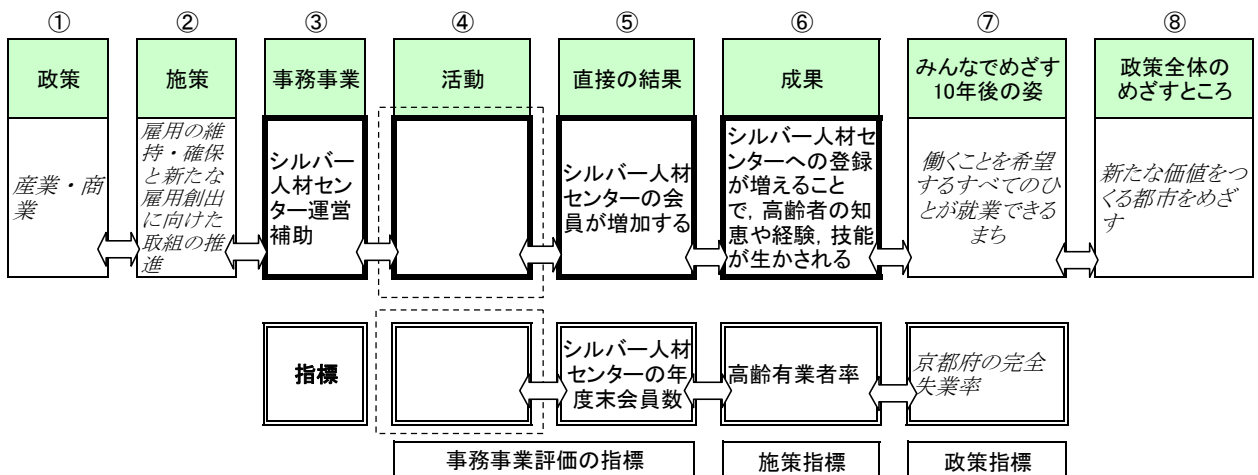 ① ② ③ ④ ⑤ ⑥ ⑦ ⑧
政策
施策
事務事業
活動
直接の結果
成果
みんなでめざす
10年後の姿
政策全体の
めざすところ
産業・商
業
雇用の維
持・確保
と新たな
雇用創出
に向けた
取組の推
進
シルバー
人材セン
ター運営
補助
シルバー人材
センターの会
員が増加する
シルバー人材セ
ンターへの登録
が増えること
で,高齢者の知
恵や経験,技能
が生かされる
働くことを希望
するすべてのひ
とが就業できる
まち
新たな価値をつ
くる都市をめざ
す
指標
シルバー人材
センターの年
度末会員数
高齢有業者率
京都府の完全
失業率
事務事業評価の指標
施策指標
政策指標